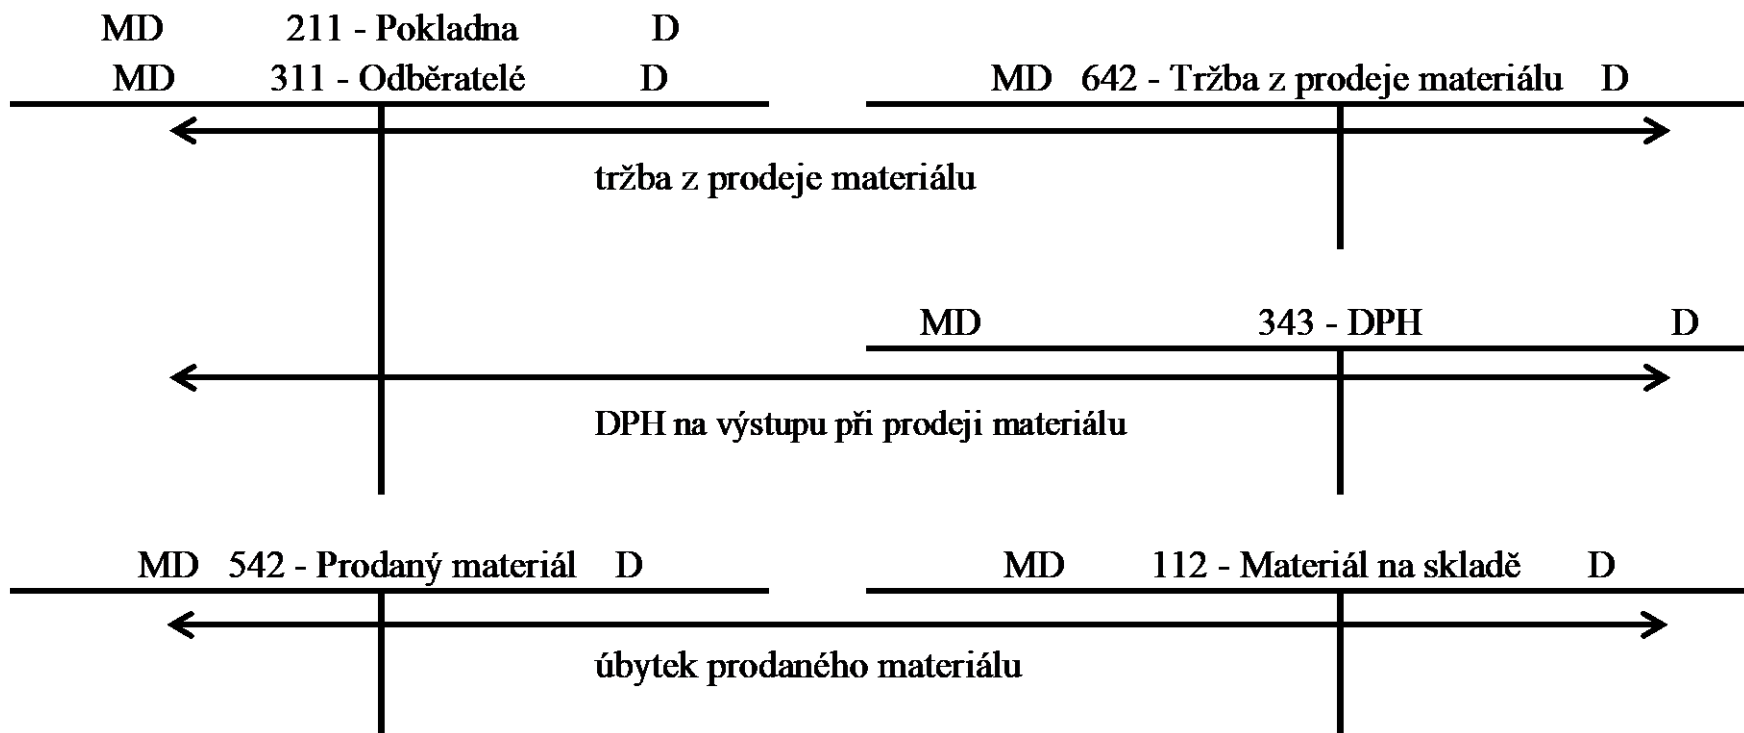 MD 211 - Pokladna D
MD 311 - Odběratelé D
MD 642 - Tržba z prodeje materiálu D
tržba z prodeje materiálu
MD 343 - DPH D
DPH na výstupu při prodeji materiálu
MD 542 - Prodaný materiál D
MD 112 - Materiál na skladě D
úbytek prodaného materiálu